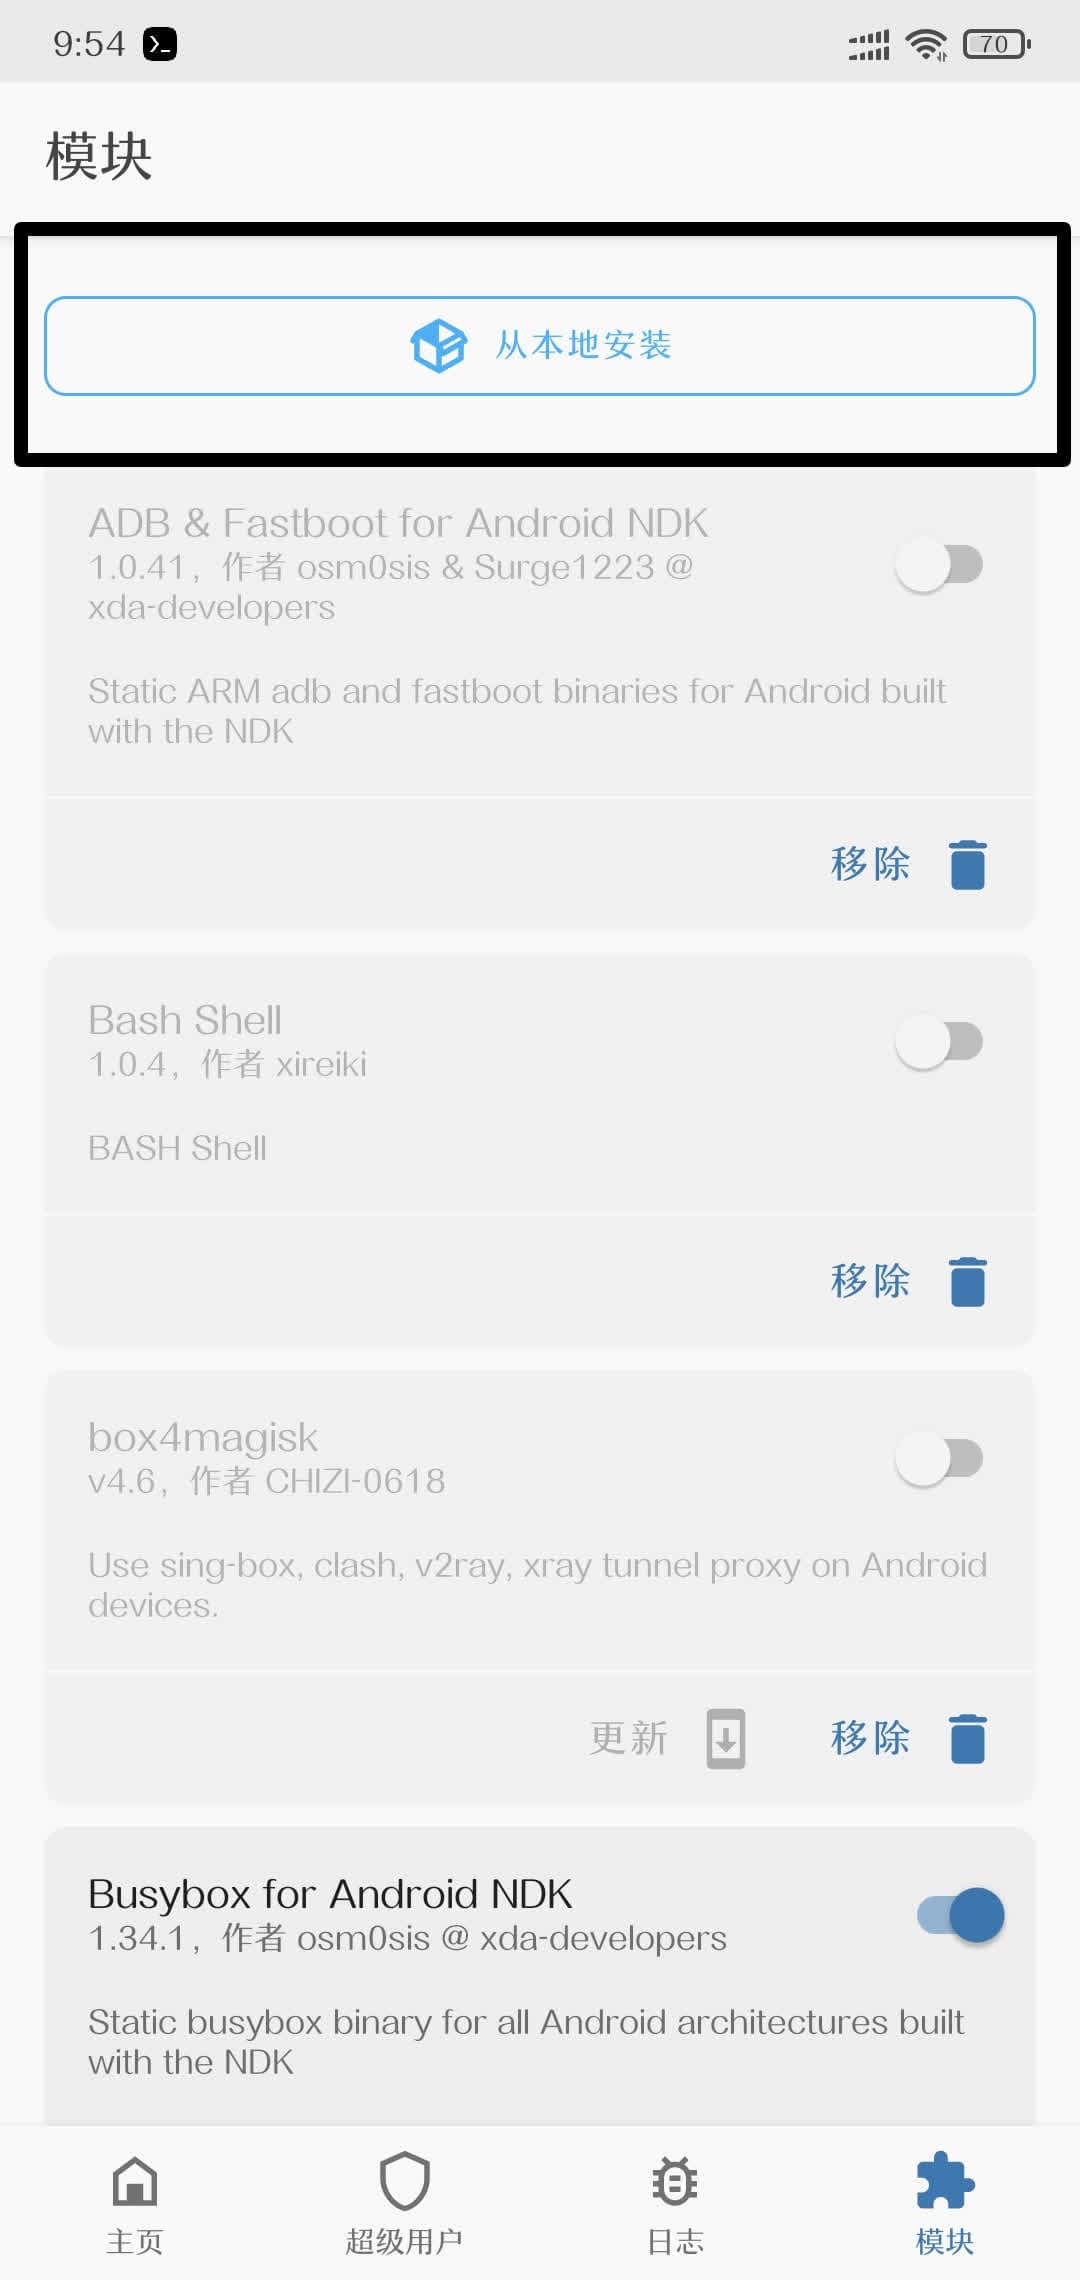 9:54
70
模块
从本地安装
ADB & Fastboot for Android NDK
1.0.41，作者 osm0sis & Surge1223 @
xda-developers
Static ARM adb and fastboot binaries for Android built
with the NDK
移除
Bash Shell
1.0.4，作者 xireiki
BASH Shell
移除
box4magisk
v4.6，作者 CHIZI-0618
Use sing-box, clash, v2ray, xray tunnel proxy on Android
devices.
更新 移除
Busybox for Android NDK
1.34.1，作者 osm0sis @ xda-developers
Static busybox binary for all Android architectures built
with the NDK
主页 超级用户 日志 模块